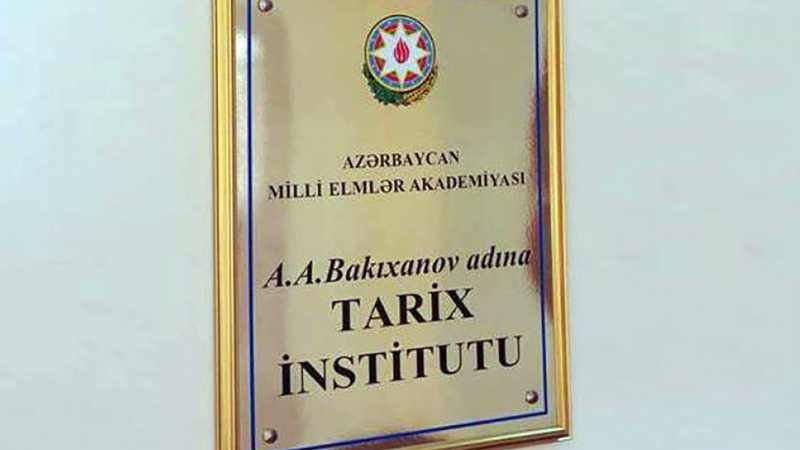 AZƏRBAYCAN
MİLLİ ELMLƏR AKADEMİYASI
A.A.Bakıxanov adına
TARİX
İNSTİTUTU